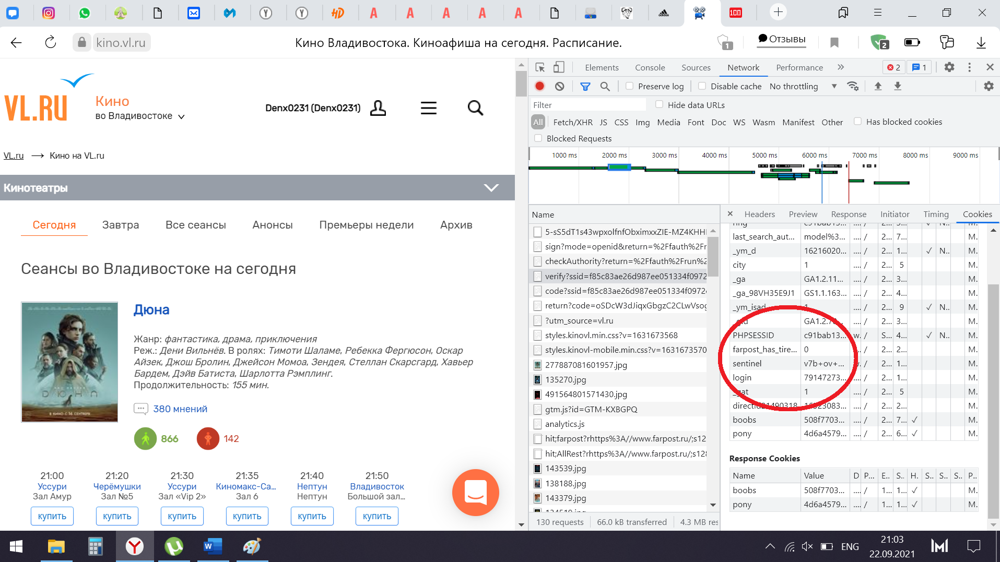 kino.vl.ru
Кино Владивостока. Киноафиша на сегодня. Расписание.
1
Отзывы
2
VL.RU
Кино
во Владивостоке
Denx0231 (Denx0231)
VL.ru → Кино на VL.ru
Кинотеатры
Сегодня
Завтра
Все сеансы
Анонсы
Премьеры недели
Архив
Сеансы во Владивостоке на сегодня
Дюна
Жанр: фантастика, драма, приключения
Реж.: Дени Вильнёв. В ролях: Тимоти Шаламе, Ребекка Фергюсон, Оскар
Айзек, Джош Бролин, Джейсон Момоа, Зендея, Стеллан Скарсгард, Хавьер
Бардем, Дэйв Батиста, Шарлотта Рэмплинг.
Продолжительность: 155 мин.
380 мнений
866
142
21:00 21:20 21:30 21:35 21:40 21:50
Уссури Черёмушки Уссури Киномакс-Са... Нептун Владивосток
Зал Амур Зал №5 Зал «Vip 2» Зал 6 Нептун Большой зал...
купить купить купить купить купить купить
Elements Console Sources Network Performance
2 1
Preserve log Disable cache No throttling
Filter
Hide data URLs
All Fetch/XHR JS CSS Img Media Font Doc WS Wasm Manifest Other Has blocked cookies
Blocked Requests
1000 ms 2000 ms 3000 ms 4000 ms 5000 ms 6000 ms 7000 ms 8000 ms 9000 ms
Name
5-sS5dT1s43wpxolfnfObximxxZIE-MZ4KHHI
sign?mode=openid&return=%2Ffauth%2Fr
checkAuthority?return=%2Ffauth%2Frun%2
verify?ssid=f85c83ae26d987ee051334f0972
code?ssid=f85c83ae26d987ee051334f0972
return?code=oSDcW3dJiqxGbgzC2CLwVsog
?utm_source=vl.ru
styles.kinovl.min.css?v=1631673568
styles.kinovl-mobile.min.css?v=1631673570
277887081601957.jpg
135270.jpg
491564801571430.jpg
gtm.js?id=GTM-KXBGPQ
analytics.js
hit;farpost?rhttps%3A//www.farpost.ru/;s12
hit;AllRest?rhttps%3A//www.farpost.ru/;s128
143539.jpg
138188.jpg
143379.jpg
130 requests 66.0 kB transferred 4.3 MB res
Headers Preview Response Initiator Timing Cookies
last_search_aut... model%3... .... / 2... 7... M.
_ym_d 16216020... .... / 2... 1... ✓ N.. M.
city 1 .... / 2... 5 M.
_ga GA1.2.11... .... / 2... 3... M.
_ga_98VH35E9J1 GS1.1.163... .... / 2... 4... M.
_ym_isad 1 .... / 2... 9 ✓ N.. M.
_gid GA1.2.70... .... / 2... 3... M.
PHPSESSID c91bab13... w. / S... 4... ✓ N.. M.
farpost_has_tire... 0 .... / 2... 2... M.
sentinel v7b+ov+... / 2... 1... M.
login 79147273... .... / 2... 1... M.
_gat 1 .... / 2... 5 M.
boobs 508f7703... .... / 2... 7... ✓ M.
pony 4d6a4579... .... / 2... 6... ✓ M.
Response Cookies
Name Value D P... E.. S.. H. S... S... S... P..
boobs 508f7703... .... / 1... 1... ✓ M.
pony 4d6a4579... .... / 1... 1... ✓ M.
ENG
21:03
22.09.2021